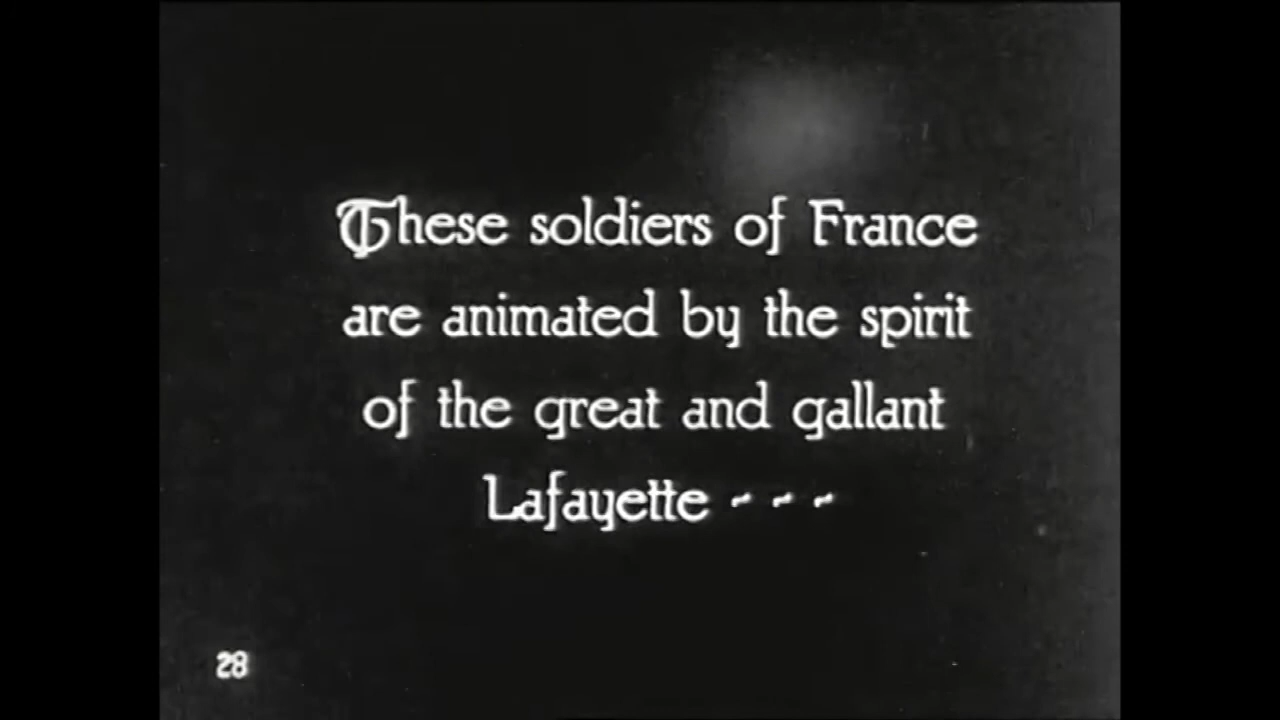 These soldiers of France
are animated by the spirit
of the great and gallant
Lafayette - - -
28